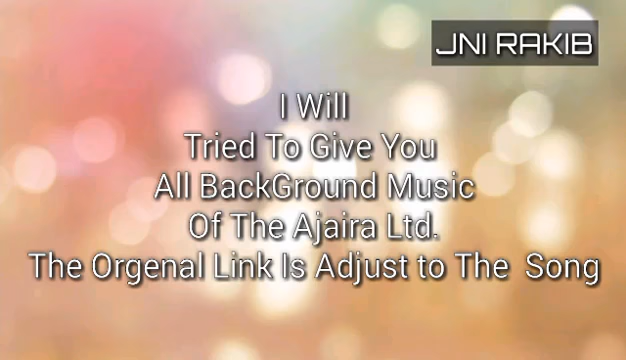 JNI RAKIB
I Will
Tried To Give You
All BackGround Music
Of The Ajaira Ltd.
The Orgenal Link Is Adjust to The Song